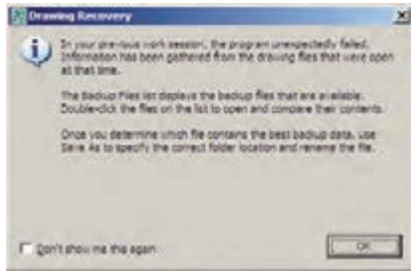 Drawing Recovery
In your previous work session, the program unexpectedly failed.
Information has been gathered from the drawing files that were open
at that time.
The Backup Files list displays the backup files that are available.
Double-click the files on the list to open and compare their contents.
Once you determine which file contains the best backup data, use
Save As to specify the correct folder location and rename the file.
Don't show me this again
OK